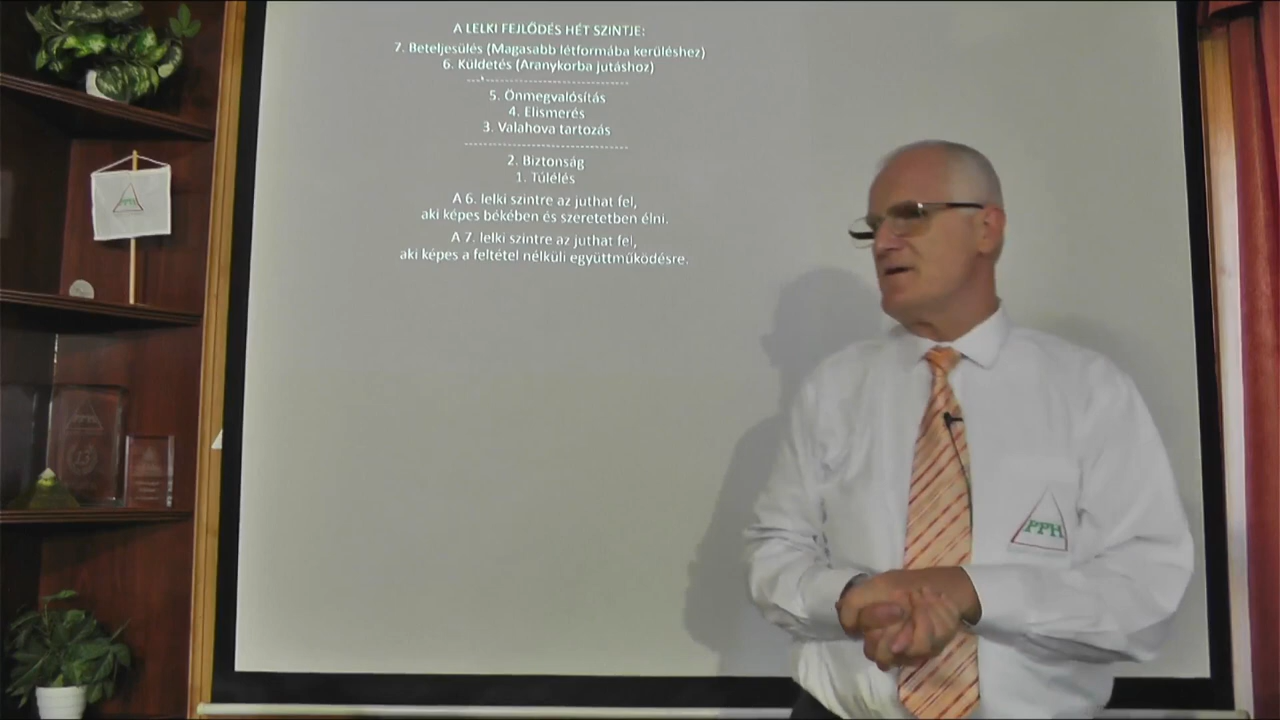 A LELKI FEJLŐDÉS HÉT SZINTJE:
7. Beteljesülés (Magasabb létformába kerüléshez)
6. Küldetés (Aranykorba jutáshoz)
5. Önmegvalósítás
4. Elismerés
3. Valahova tartozás
2. Biztonság
1. Túlélés
A 6. lelki szintre az juthat fel,
aki képes békében és szeretetben élni.
A 7. lelki szintre az juthat fel,
aki képes a feltétel nélküli együttműködésre.
PPH
PPH
PPH
13